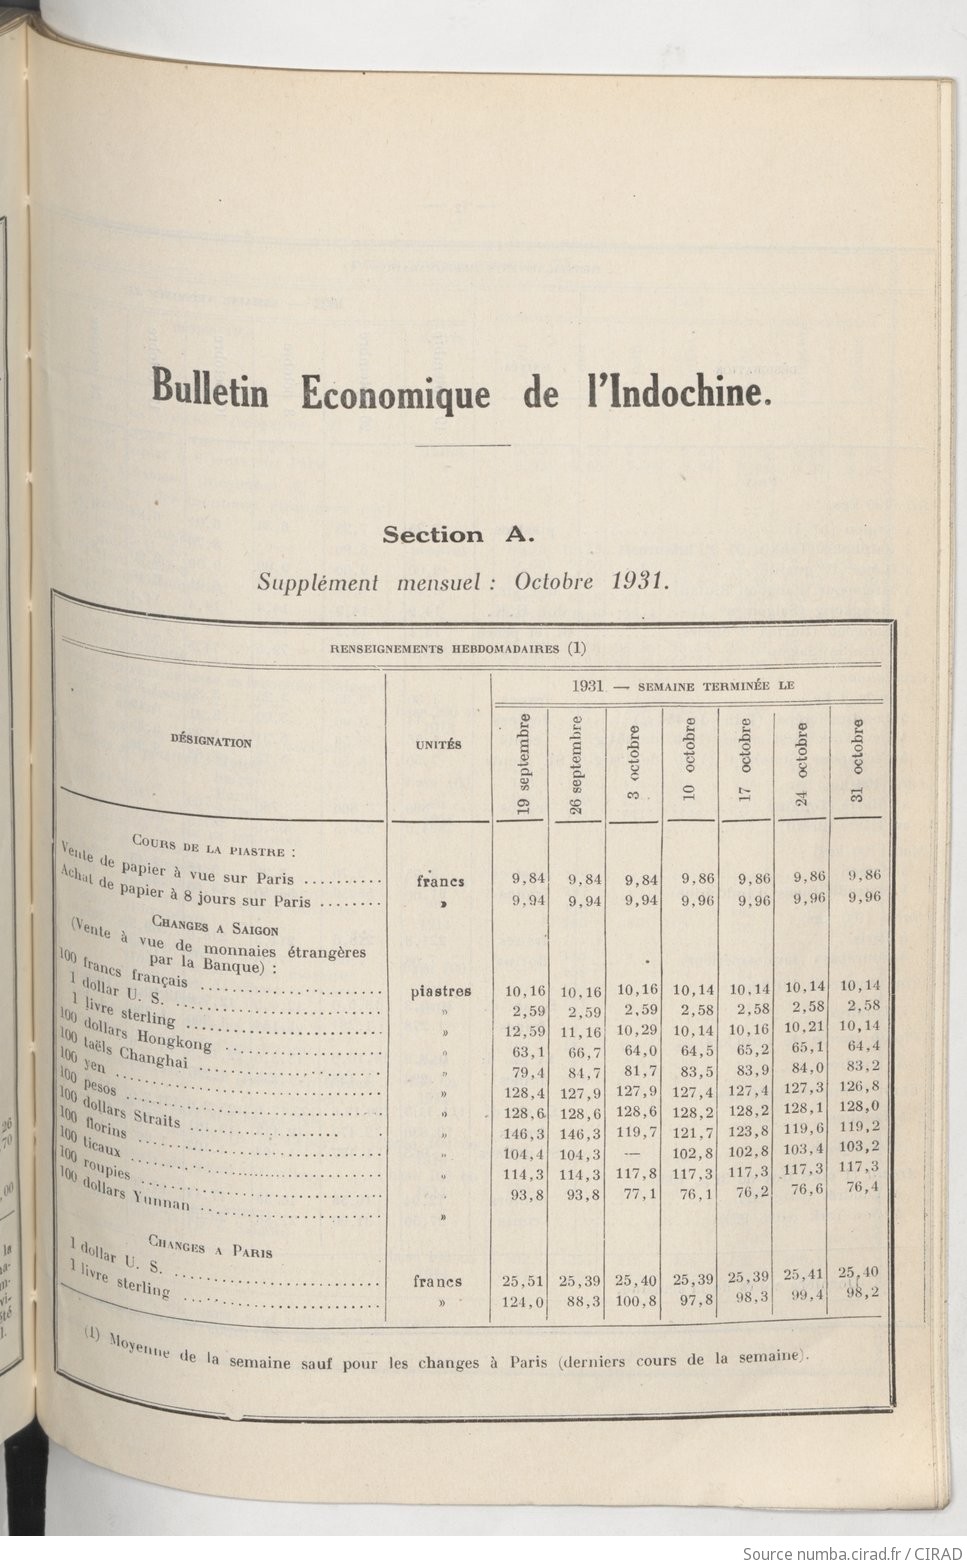 Bulletin Economique de l'Indochine.
Section A.
Supplément mensuel : Octobre 1931.
RENSEIGNEMENTS HEBDOMADAIRES (1)
DÉSIGNATION UNITÉS 1931 — SEMAINE TERMINÉE LE
19 septembre 26 septembre 3 octobre 10 octobre 17 octobre 24 octobre 31 octobre
COURS DE LA PIASTRE :
Vente de papier à vue sur Paris .......... francs 9,84 9,84 9,84 9,86 9,86 9,86 9,86
Achat de papier à 8 jours sur Paris ........ » 9,94 9,94 9,94 9,96 9,96 9,96 9,96
CHANGES A SAIGON
(Vente à vue de monnaies étrangères
par la Banque) :
100 francs français ...................... piastres 10,16 10,16 10,16 10,14 10,14 10,14 10,14
1 dollar U. S. ......................... » 2,59 2,59 2,59 2,58 2,58 2,58 2,58
1 livre sterling ........................ » 12,59 11,16 10,29 10,14 10,16 10,21 10,14
100 dollars Hongkong .................... » 63,1 66,7 64,0 64,5 65,2 65,1 64,4
100 taëls Changhai ...................... » 79,4 84,7 81,7 83,5 83,9 84,0 83,2
100 yen ................................ » 128,4 127,9 127,9 127,4 127,4 127,3 126,8
100 pesos .............................. » 128,6 128,6 128,6 128,2 128,2 128,1 128,0
100 dollars Straits .................... » 146,3 146,3 119,7 121,7 123,8 119,6 119,2
100 florins ............................ » 104,4 104,3 — 102,8 102,8 103,4 103,2
100 ticaux ............................. » 114,3 114,3 117,8 117,3 117,3 117,3 117,3
100 roupies ............................ 93,8 93,8 77,1 76,1 76,2 76,6 76,4
100 dollars Yunnan ..................... »
CHANGES A PARIS
1 dollar U. S. ......................... francs 25,51 25,39 25,40 25,39 25,39 25,41 25,40
1 livre sterling ....................... » 124,0 88,3 100,8 97,8 98,3 99,4 98,2
(1) Moyenne de la semaine sauf pour les changes à Paris (derniers cours de la semaine).
Source numba.cirad.fr / CIRAD